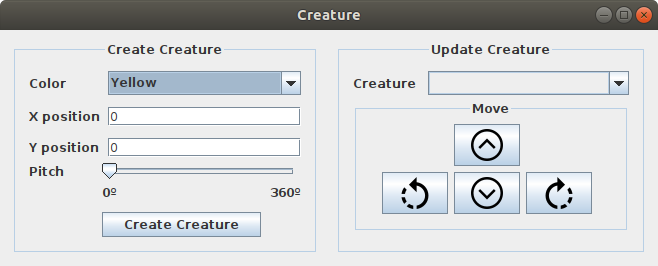 Creature
Create Creature
Color
Yellow
X position
0
Y position
0
Pitch
0º
360º
Create Creature
Update Creature
Creature
Move